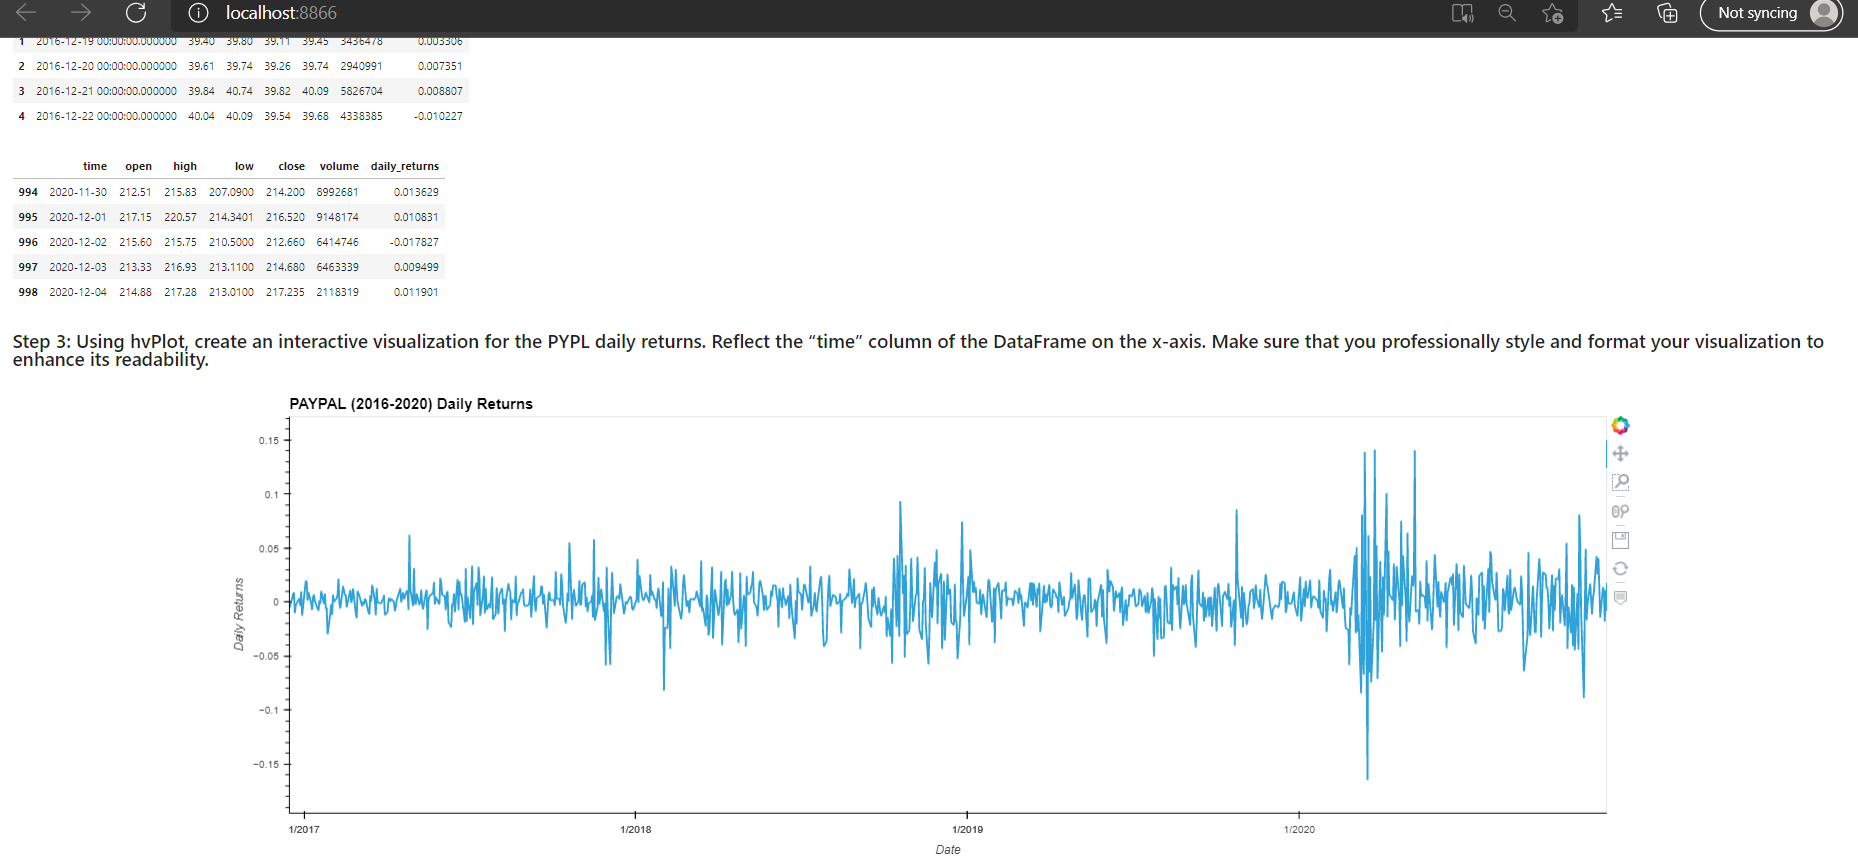 localhost:8866
Not syncing
1 2016-12-19 00:00:00.000000 39.40 39.80 39.11 39.45 3436478 0.003306
2 2016-12-20 00:00:00.000000 39.61 39.74 39.26 39.74 2940991 0.007351
3 2016-12-21 00:00:00.000000 39.84 40.74 39.82 40.09 5826704 0.008807
4 2016-12-22 00:00:00.000000 40.04 40.09 39.54 39.68 4338385 -0.010227
time open high low close volume daily_returns
994 2020-11-30 212.51 215.83 207.0900 214.200 8992681 0.013629
995 2020-12-01 217.15 220.57 214.3401 216.520 9148174 0.010831
996 2020-12-02 215.60 215.75 210.5000 212.660 6414746 -0.017827
997 2020-12-03 213.33 216.93 213.1100 214.680 6463339 0.009499
998 2020-12-04 214.88 217.28 213.0100 217.235 2118319 0.011901
Step 3: Using hvPlot, create an interactive visualization for the PYPL daily returns. Reflect the “time” column of the DataFrame on the x-axis. Make sure that you professionally style and format your visualization to
enhance its readability.
PAYPAL (2016-2020) Daily Returns
0.15
0.1
0.05
0
−0.05
−0.1
−0.15
Daily Returns
1/2017 1/2018 1/2019 1/2020
Date